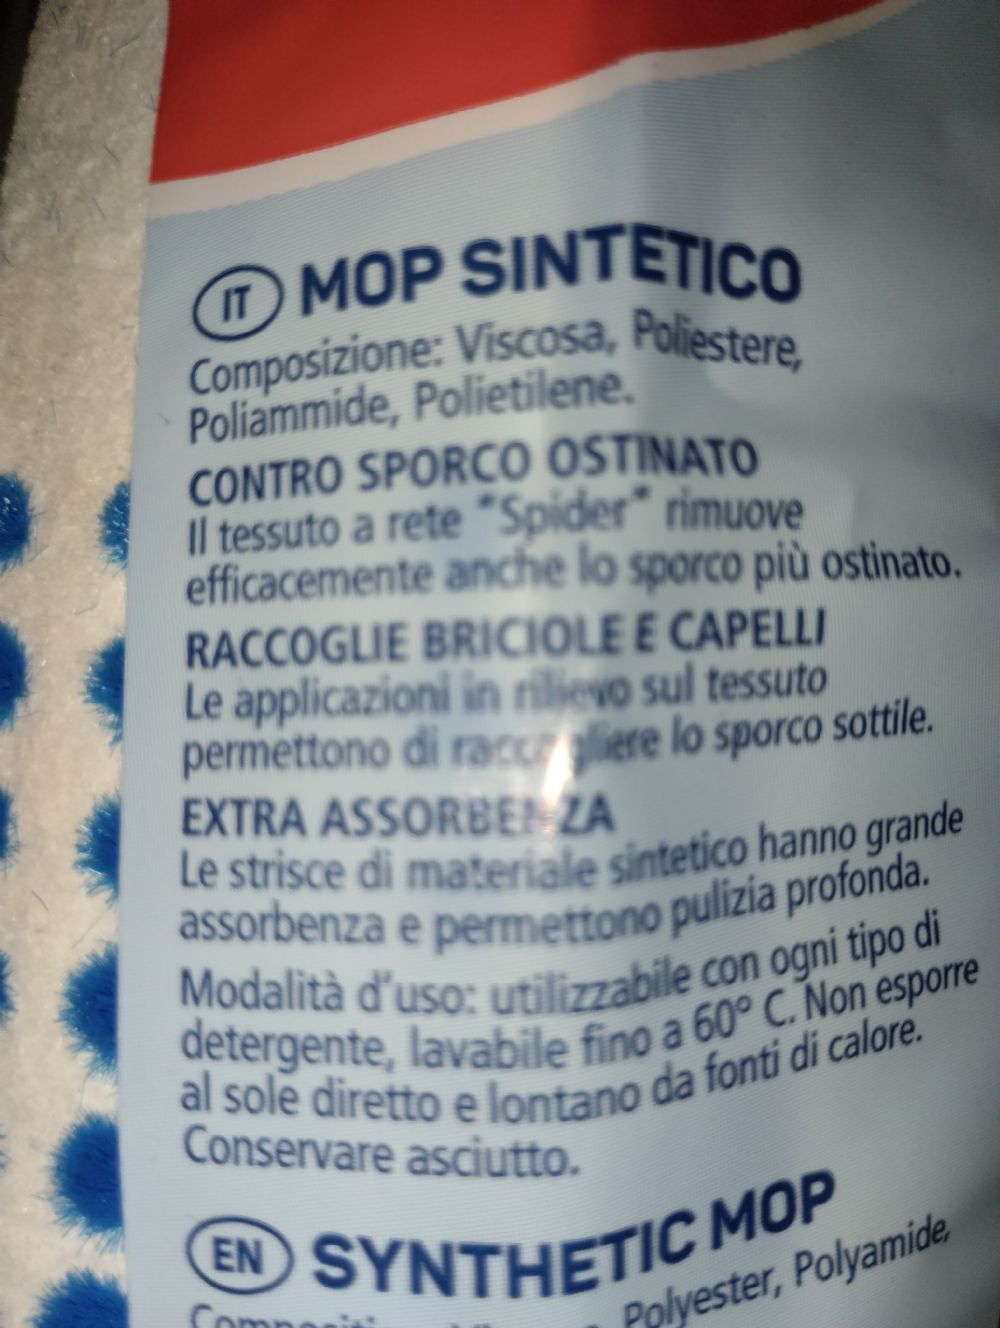 IT MOP SINTETICO
Composizione: Viscosa, Poliestere,
Poliammide, Polietilene.
CONTRO SPORCO OSTINATO
Il tessuto a rete "Spider" rimuove
efficacemente anche lo sporco più ostinato.
RACCOGLIE BRICIOLE E CAPELLI
Le applicazioni in rilievo sul tessuto
permettono di raccogliere lo sporco sottile.
EXTRA ASSORBENZA
Le strisce di materiale sintetico hanno grande
assorbenza e permettono pulizia profonda.
Modalità d'uso: utilizzabile con ogni tipo di
detergente, lavabile fino a 60° C. Non esporre
al sole diretto e lontano da fonti di calore.
Conservare asciutto.
EN SYNTHETIC MOP
Polyester, Polyamide,